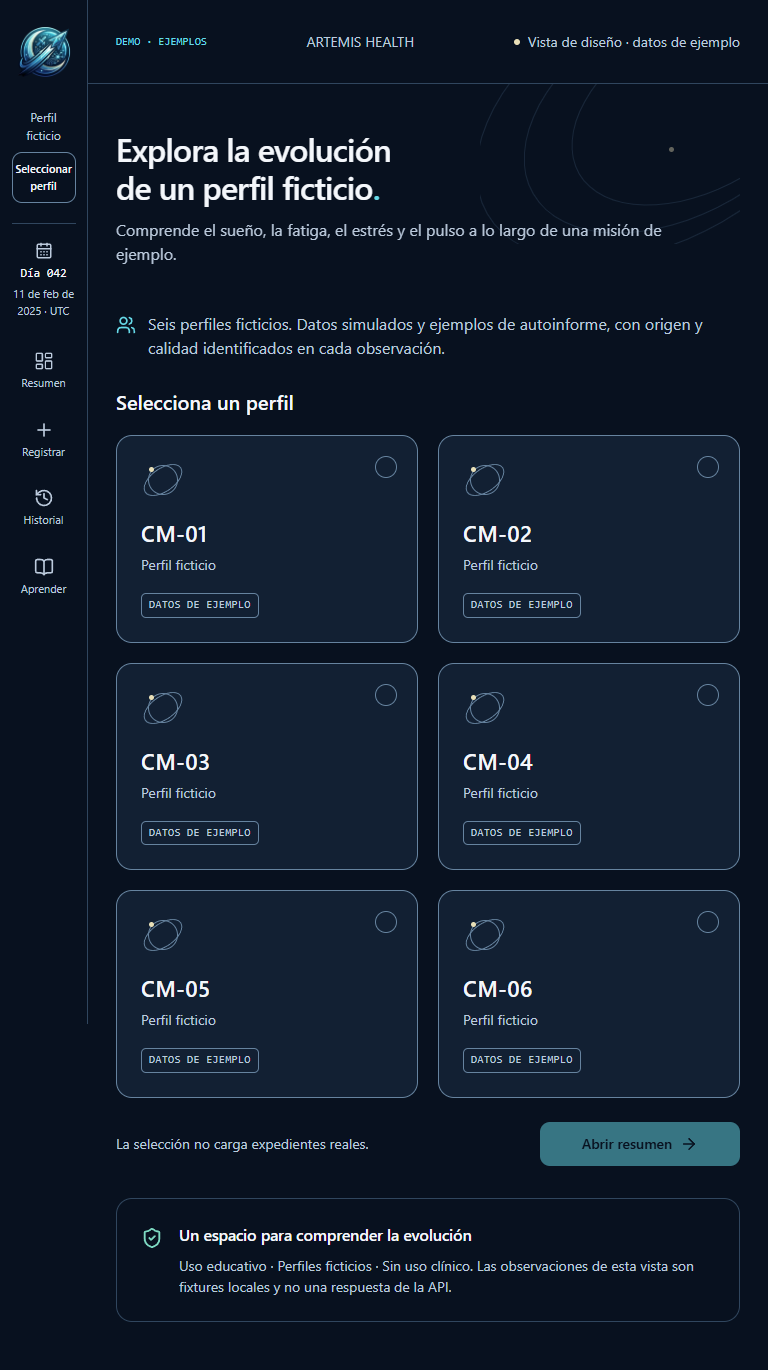 DEMO · EJEMPLOS
ARTEMIS HEALTH
Vista de diseño · datos de ejemplo
Perfil
ficticio
Seleccionar
perfil
Día 042
11 de feb de
2025 · UTC
Resumen
Registrar
Historial
Aprender
Explora la evolución
de un perfil ficticio.
Comprende el sueño, la fatiga, el estrés y el pulso a lo largo de una misión de
ejemplo.
Seis perfiles ficticios. Datos simulados y ejemplos de autoinforme, con origen y
calidad identificados en cada observación.
Selecciona un perfil
CM-01
Perfil ficticio
DATOS DE EJEMPLO
CM-02
Perfil ficticio
DATOS DE EJEMPLO
CM-03
Perfil ficticio
DATOS DE EJEMPLO
CM-04
Perfil ficticio
DATOS DE EJEMPLO
CM-05
Perfil ficticio
DATOS DE EJEMPLO
CM-06
Perfil ficticio
DATOS DE EJEMPLO
La selección no carga expedientes reales.
Abrir resumen
Un espacio para comprender la evolución
Uso educativo · Perfiles ficticios · Sin uso clínico. Las observaciones de esta vista son
fixtures locales y no una respuesta de la API.